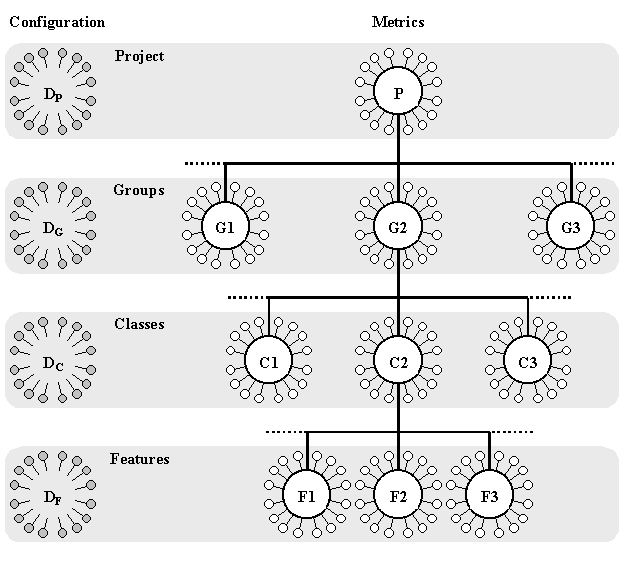 Configuration Metrics
Project
D_P P
Groups
D_G G1 G2 G3
Classes
D_C C1 C2 C3
Features
D_F F1 F2 F3